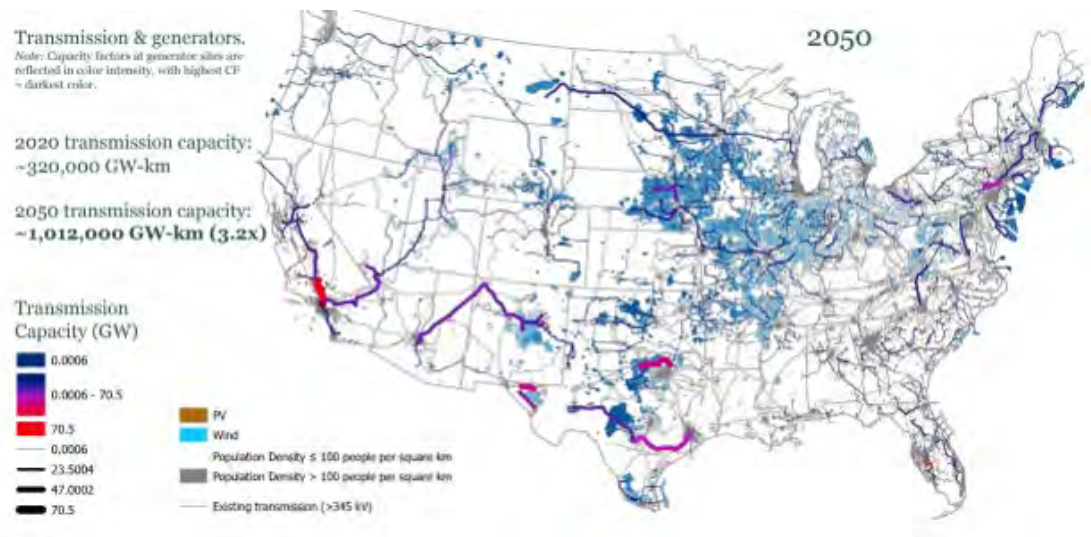 Transmission & generators.
2050
Note: Capacity factors at generator sites are
reflected in color intensity, with highest CF
= darkest color.
2020 transmission capacity:
~320,000 GW-km
2050 transmission capacity:
~1,012,000 GW-km (3.2x)
Transmission
Capacity (GW)
0.0006
0.0006 - 70.5
70.5
0.0006
23.5004
47.0002
70.5
PV
Wind
Population Density ≤ 100 people per square km
Population Density > 100 people per square km
Existing transmission (>345 kV)